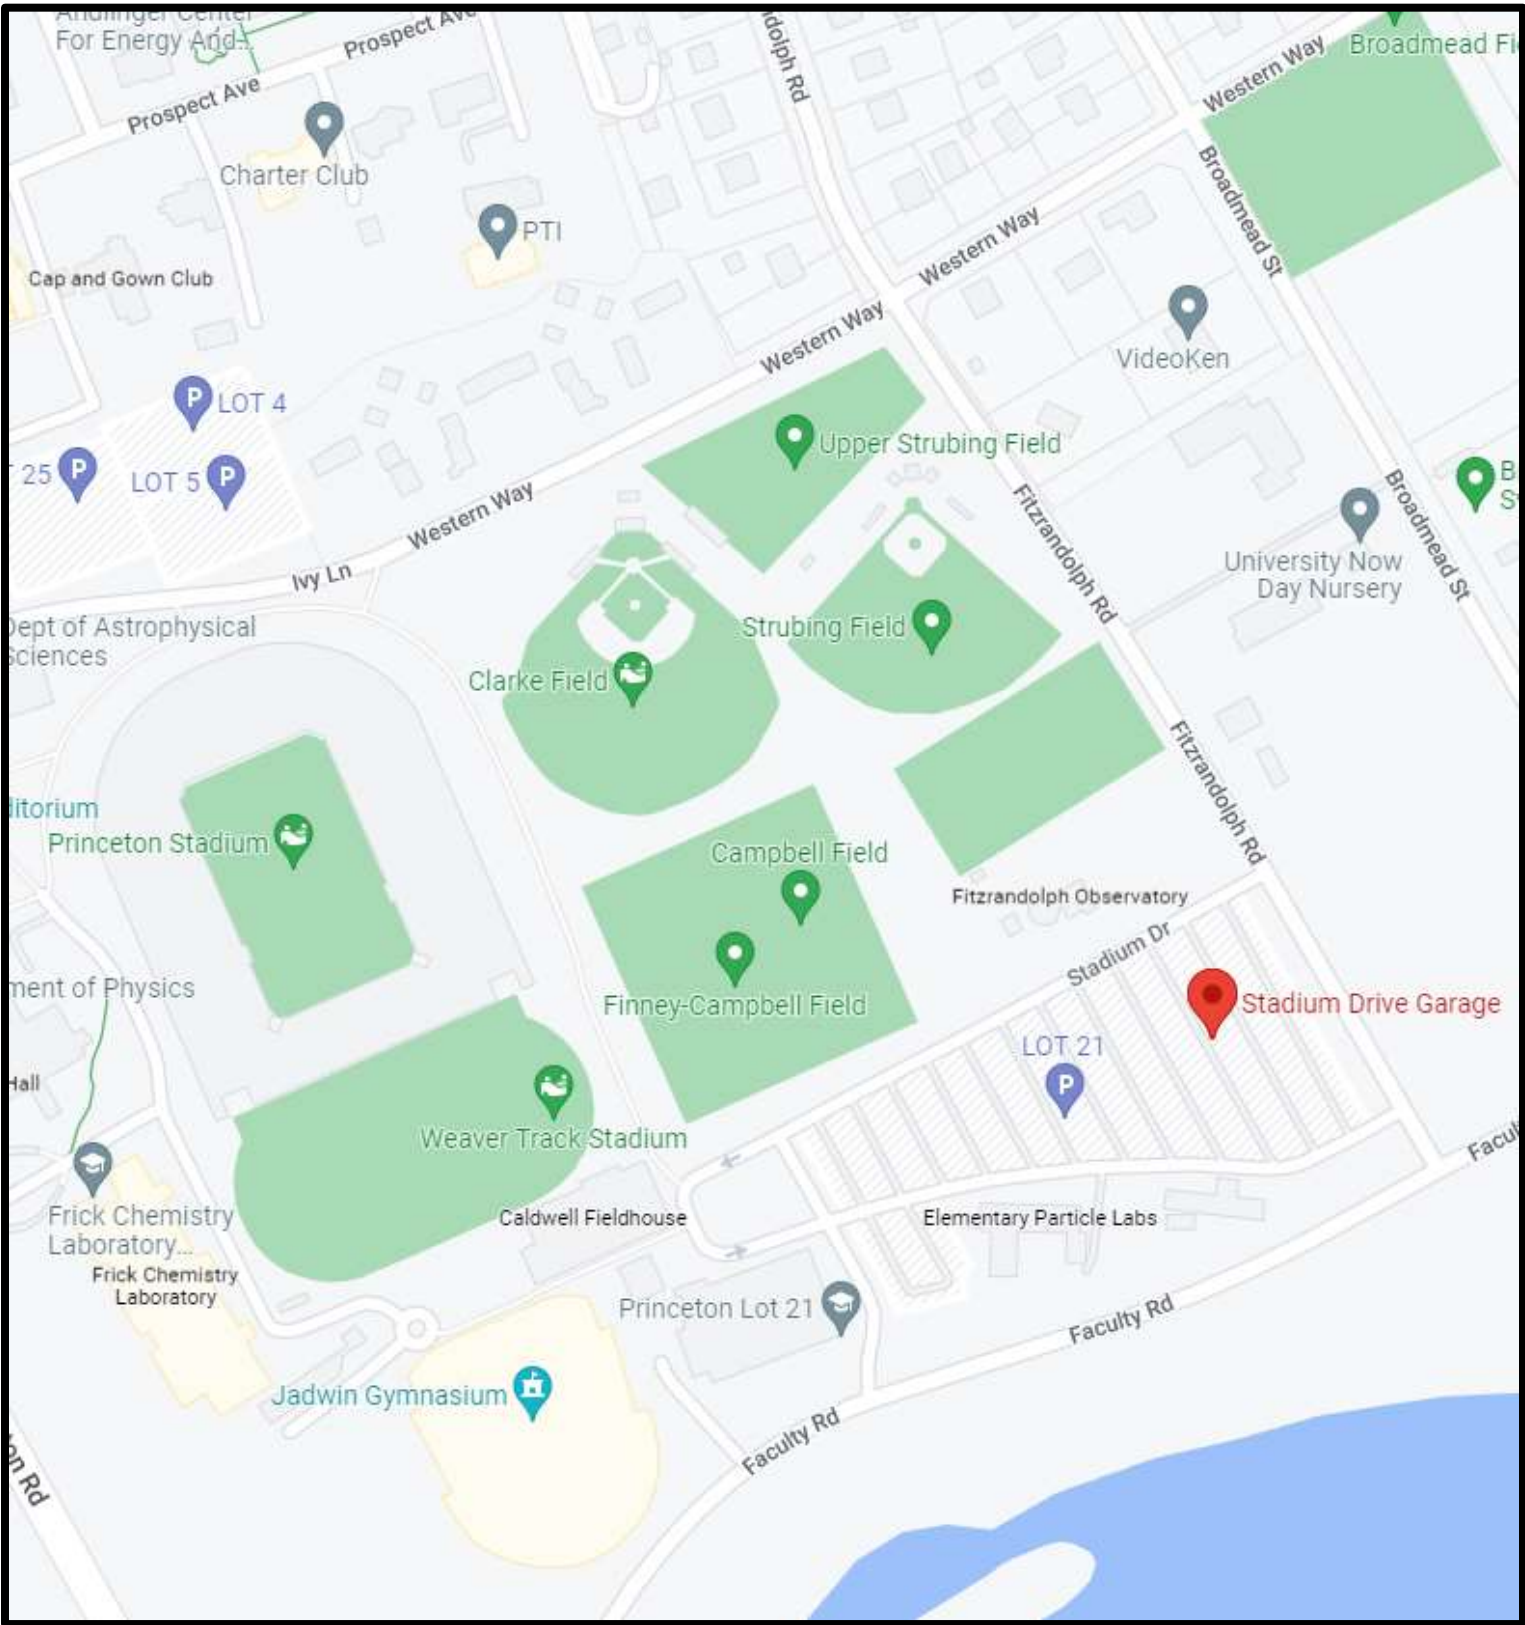 Andlinger Center
For Energy And...
Prospect Ave
Prospect Ave
dolph Rd
Western Way
Broadmead Fi
Charter Club
PTI
Cap and Gown Club
Western Way
Broadmead St
Western Way
VideoKen
P
LOT 4
25
P
LOT 5
P
Upper Strubing Field
Western Way
Fitzrandolph Rd
Broadmead St
B
S
University Now
Day Nursery
Ivy Ln
Dept of Astrophysical
Sciences
Strubing Field
Clarke Field
Fitzrandolph Rd
ditorium
Princeton Stadium
Campbell Field
Fitzrandolph Observatory
Stadium Dr
ment of Physics
Finney-Campbell Field
Stadium Drive Garage
LOT 21
P
Hall
Weaver Track Stadium
Facul
Frick Chemistry
Laboratory...
Caldwell Fieldhouse
Elementary Particle Labs
Frick Chemistry
Laboratory
Princeton Lot 21
Faculty Rd
Jadwin Gymnasium
Faculty Rd
on Rd